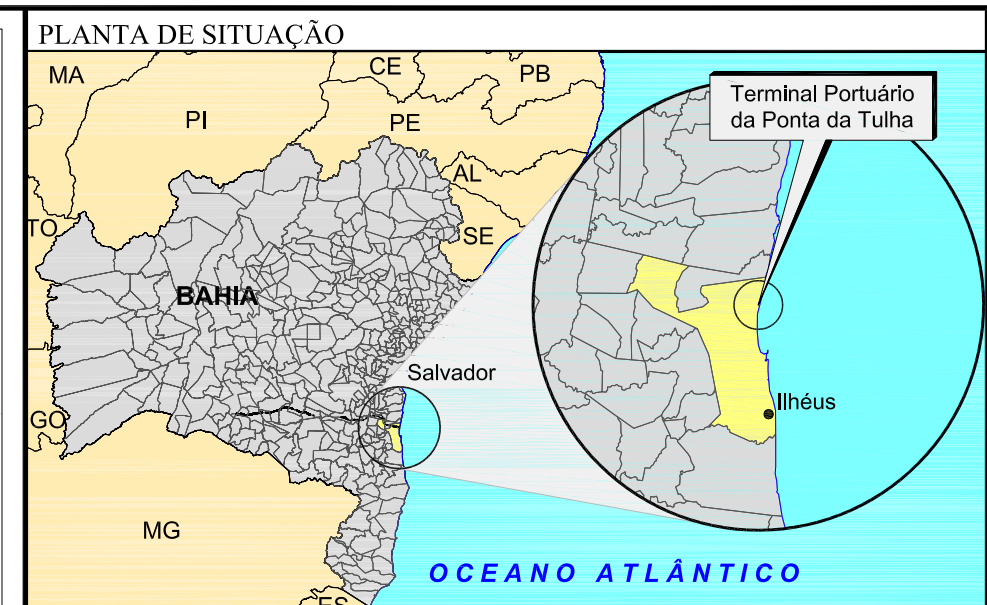 PLANTA DE SITUAÇÃO
MA
CE
PB
PI
PE
Terminal Portuário
da Ponta da Tulha
AL
TO
SE
BAHIA
Salvador
Ilhéus
GO
MG
OCEANO ATLÂNTICO
ES